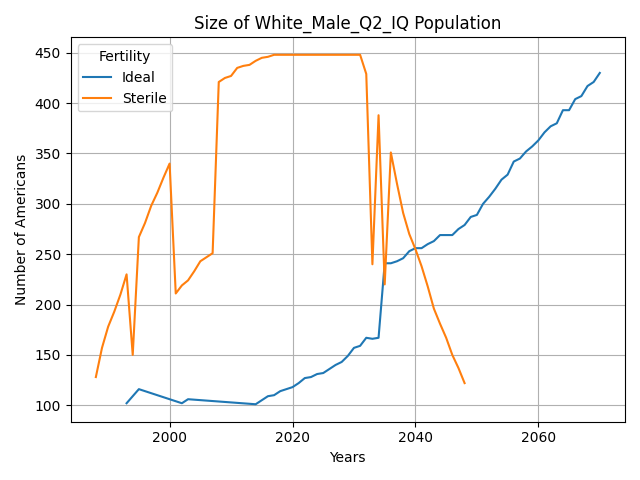 Size of White_Male_Q2_IQ Population
Fertility
Ideal
Sterile
Number of Americans
450
400
350
300
250
200
150
100
2000
2020
2040
2060
Years